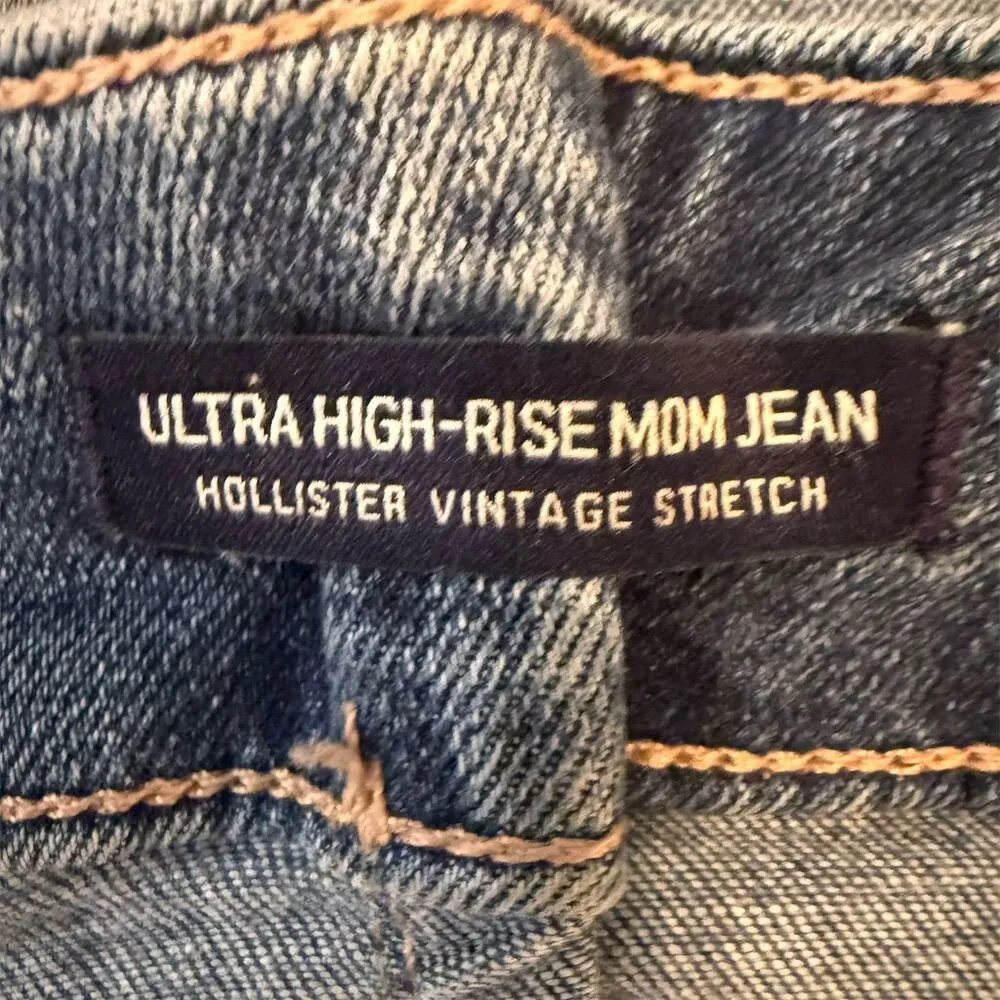 ULTRA HIGH-RISE MOM JEAN
HOLLISTER VINTAGE STRETCH